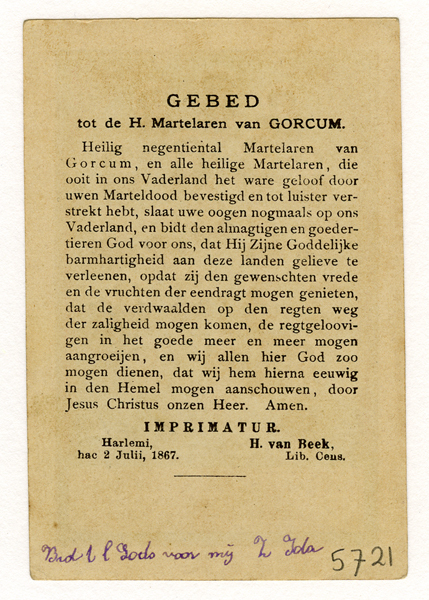 GEBED
tot de H. Martelaren van GORCUM.
Heilig negentiental Martelaren van
Gorcum, en alle heilige Martelaren, die
ooit in ons Vaderland het ware geloof door
uwen Marteldood bevestigd en tot luister ver-
strekt hebt, slaat uwe oogen nogmaals op ons
Vaderland, en bidt den almagtigen en goeder-
tieren God voor ons, dat Hij Zijne Goddelijke
barmhartigheid aan deze landen gelieve te
verleenen, opdat zij den gewenschten vrede
en de vruchten der eendragt mogen genieten,
dat de verdwaalden op den regten weg
der zaligheid mogen komen, de regtgeloovi-
gen in het goede meer en meer mogen
aangroeijen, en wij allen hier God zoo
mogen dienen, dat wij hem hierna eeuwig
in den Hemel mogen aanschouwen, door
Jesus Christus onzen Heer. Amen.
IMPRIMATUR.
Harlemi, H. van Beek,
hac 2 Julii, 1867. Lib. Cens.
Bid t l Gods voor mij Z Ida
5721